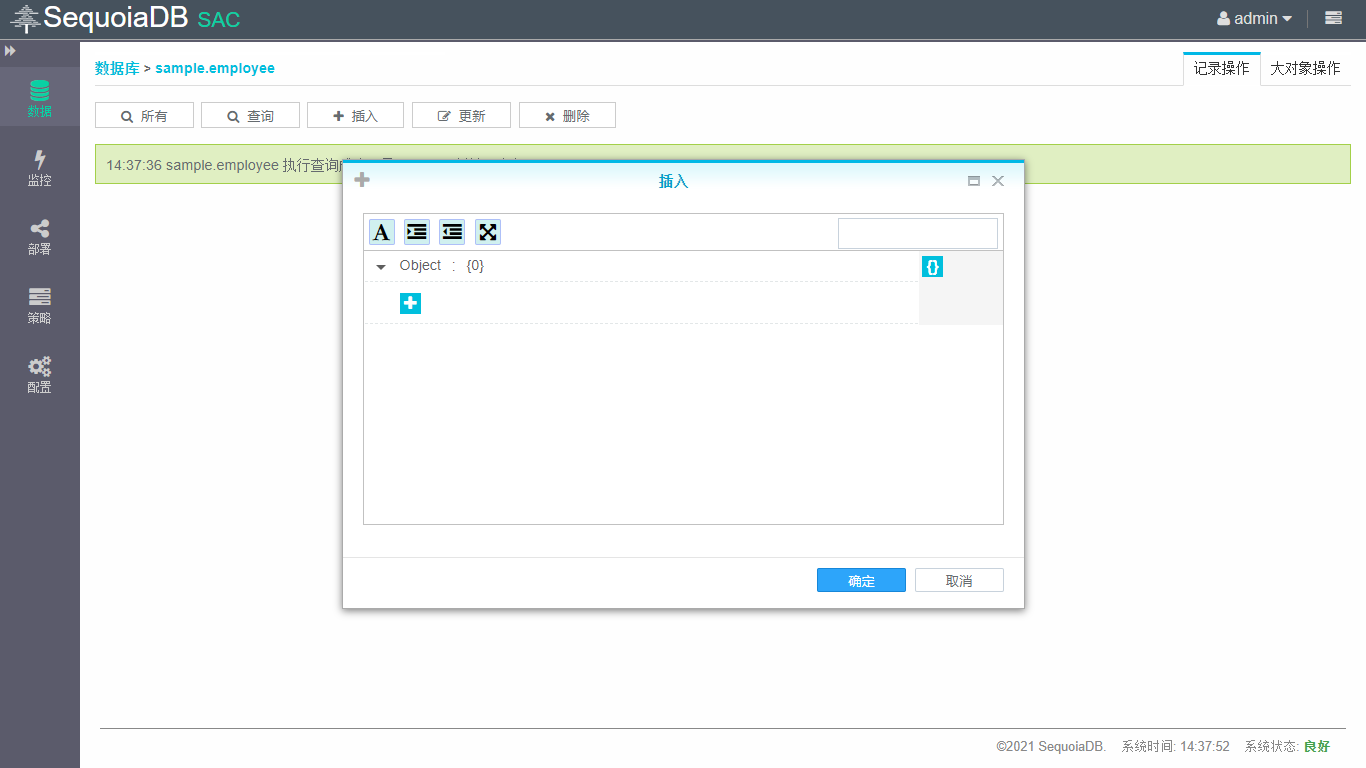 SequoiaDB SAC
admin
数据库 > sample.employee
记录操作
大对象操作
数据
监控
部署
策略
配置
所有
查询
插入
更新
删除
14:37:36 sample.employee 执行查询
插入
A
Object : {0}
{}
确定
取消
©2021 SequoiaDB. 系统时间: 14:37:52 系统状态: 良好